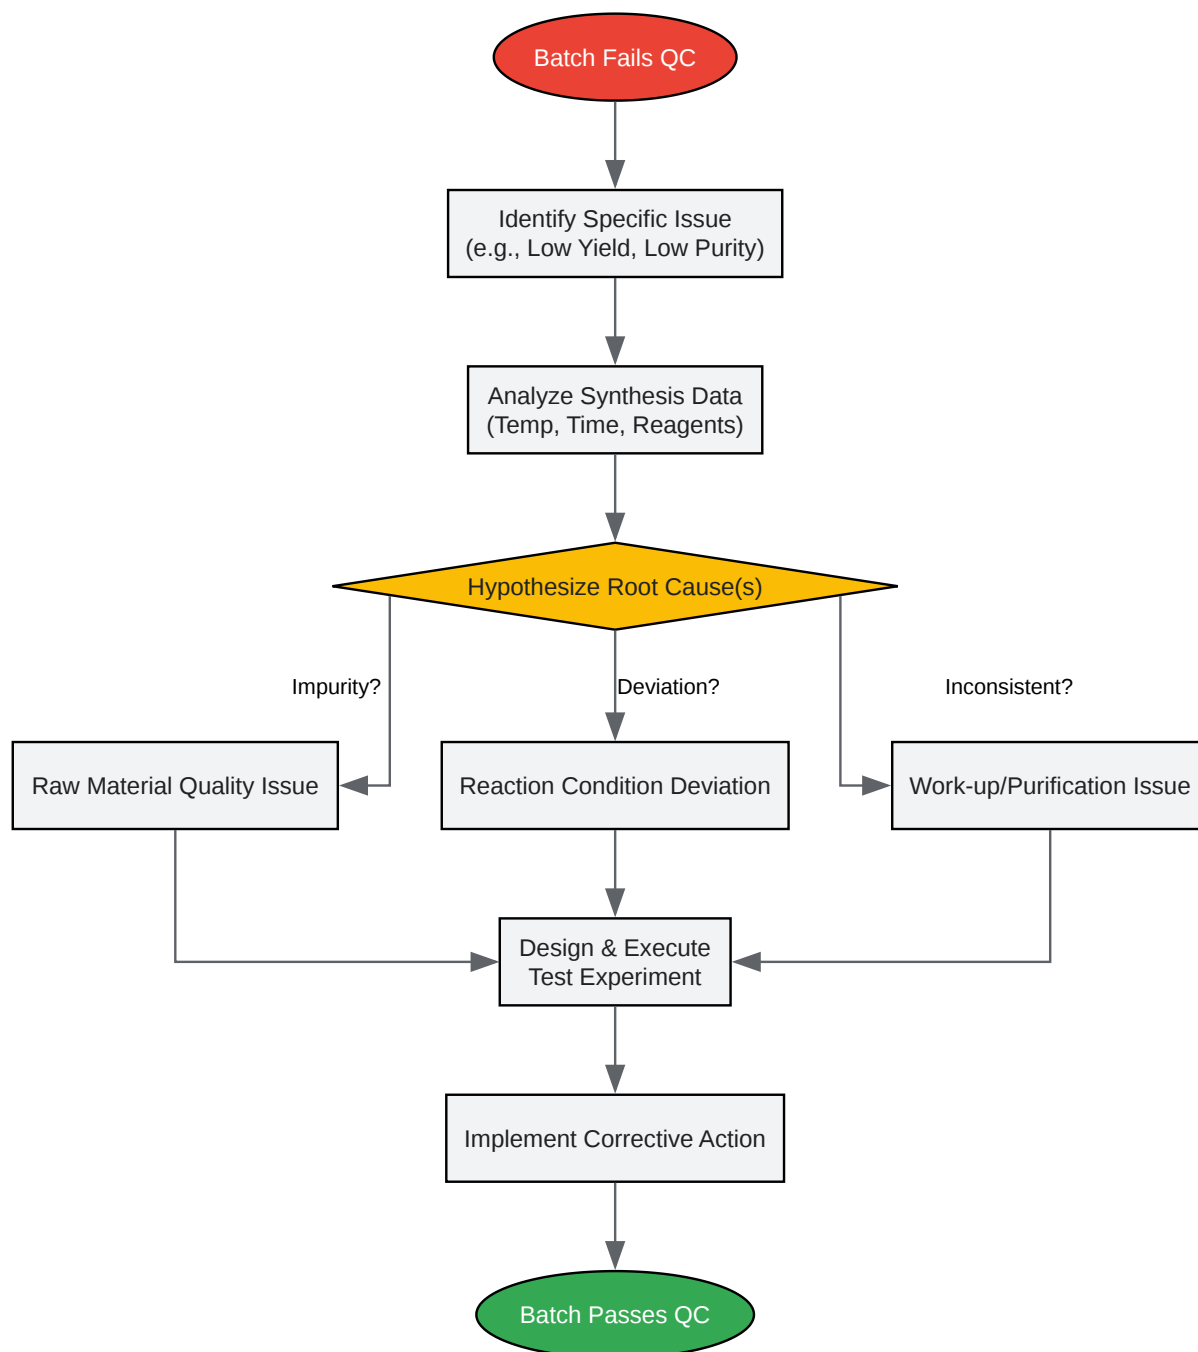 Batch Fails QC
Identify Specific Issue
(e.g., Low Yield, Low Purity)
Analyze Synthesis Data
(Temp, Time, Reagents)
Hypothesize Root Cause(s)
Impurity?
Deviation?
Inconsistent?
Raw Material Quality Issue
Reaction Condition Deviation
Work-up/Purification Issue
Design & Execute
Test Experiment
Implement Corrective Action
Batch Passes QC